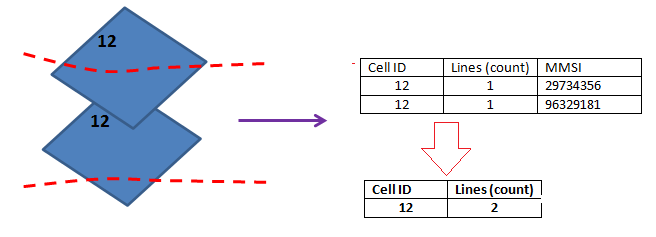 12
12
Cell ID Lines (count) MMSI
12 1 29734356
12 1 96329181
Cell ID Lines (count)
12 2